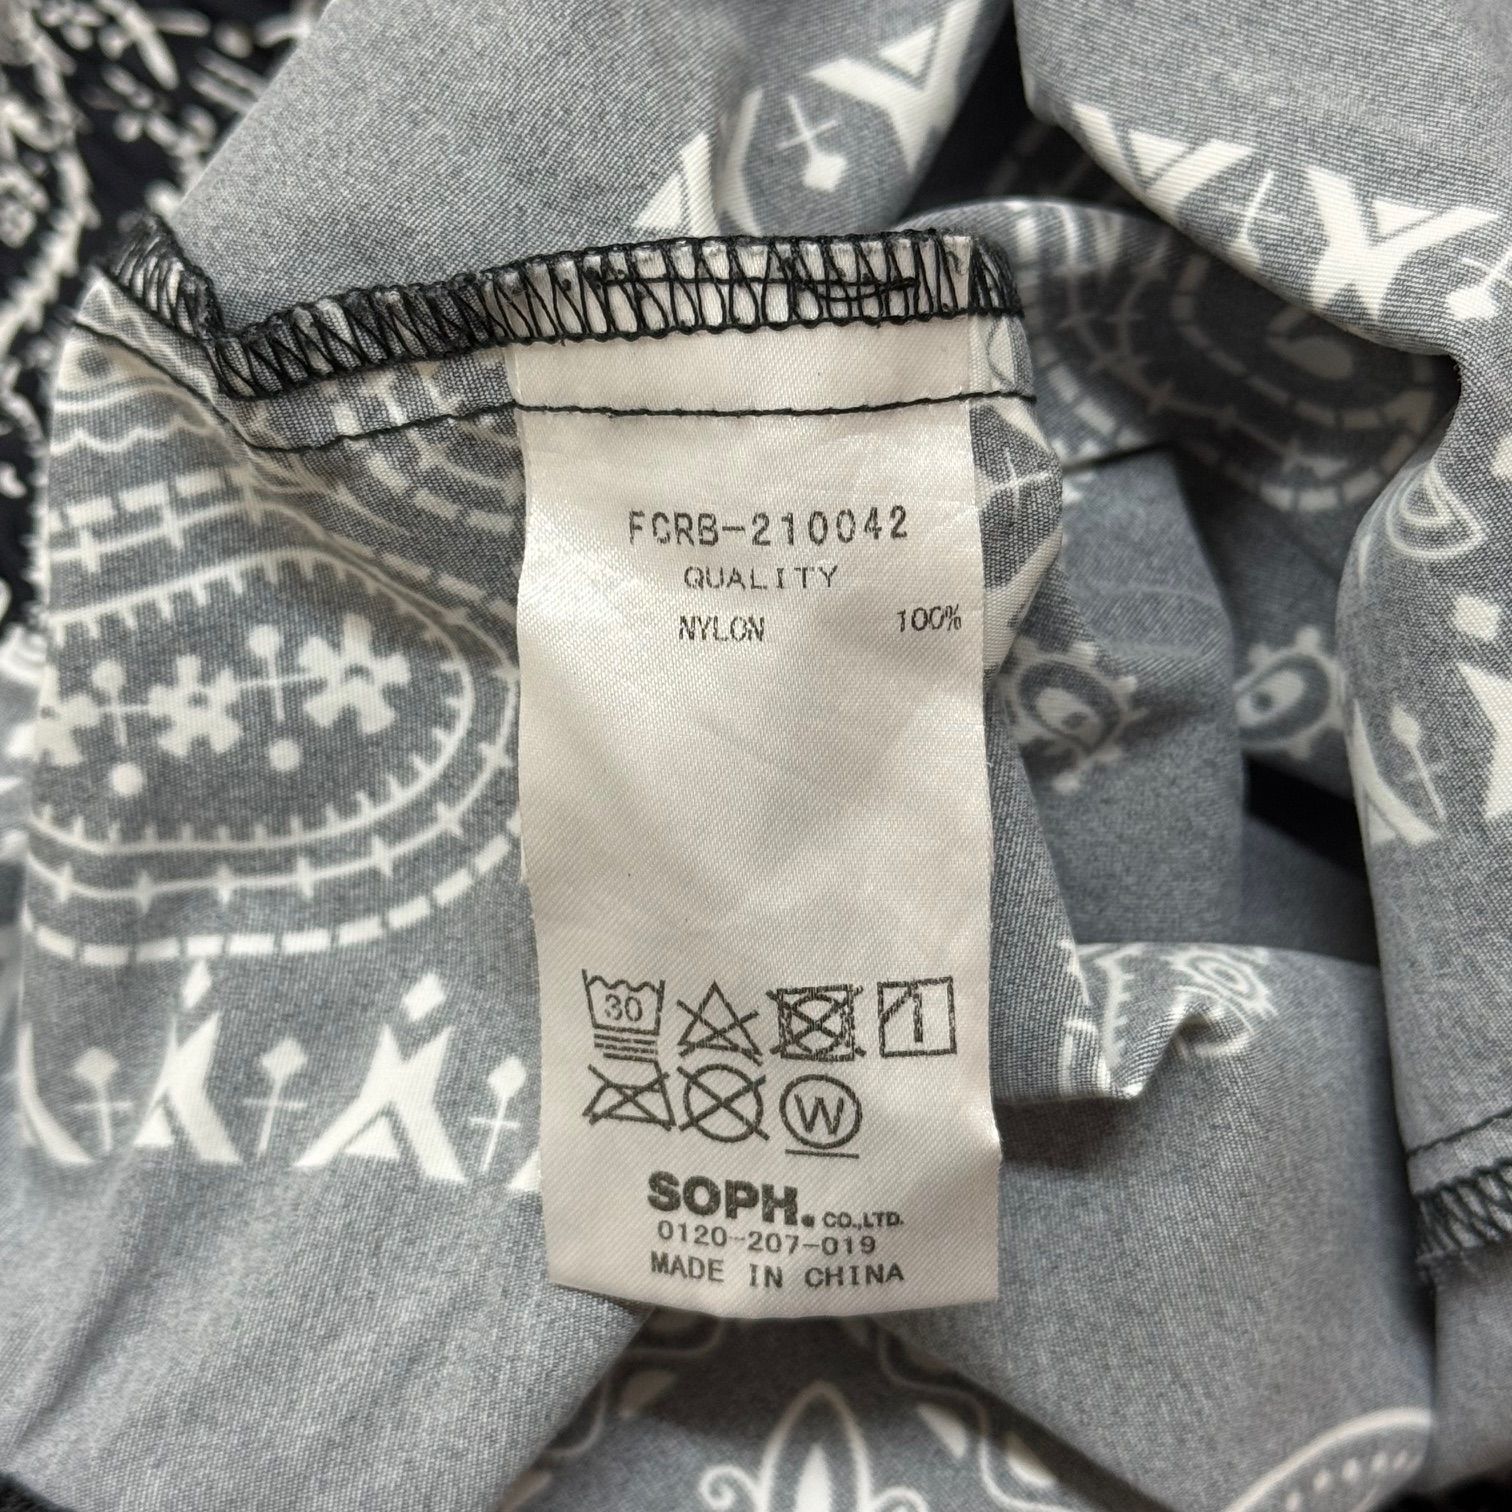 FCRB-210042
QUALITY
NYLON 100%
30
W
SOPH. CO.,LTD.
0120-207-019
MADE IN CHINA